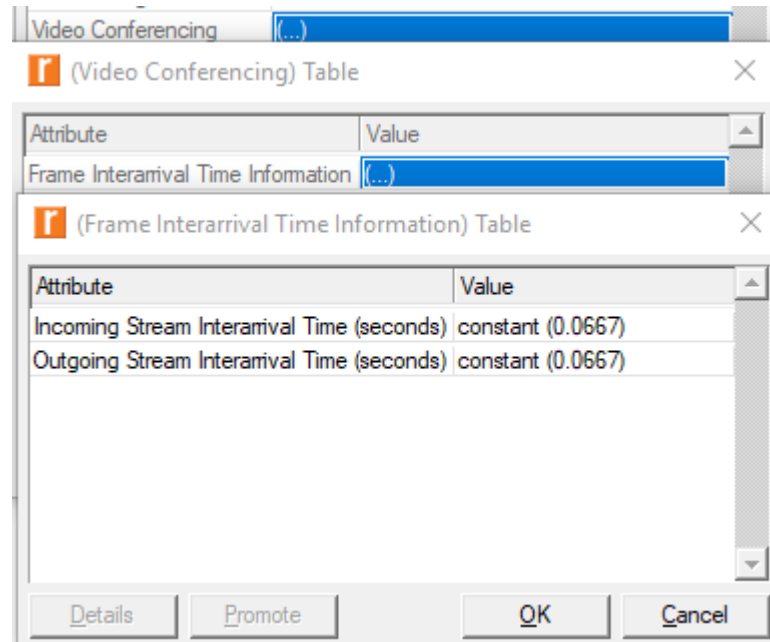 Video Conferencing (...)
(Video Conferencing) Table
Attribute Value
Frame Interarrival Time Information (...)
(Frame Interarrival Time Information) Table
Attribute Value
Incoming Stream Interarrival Time (seconds) constant (0.0667)
Outgoing Stream Interarrival Time (seconds) constant (0.0667)
Details Promote OK Cancel